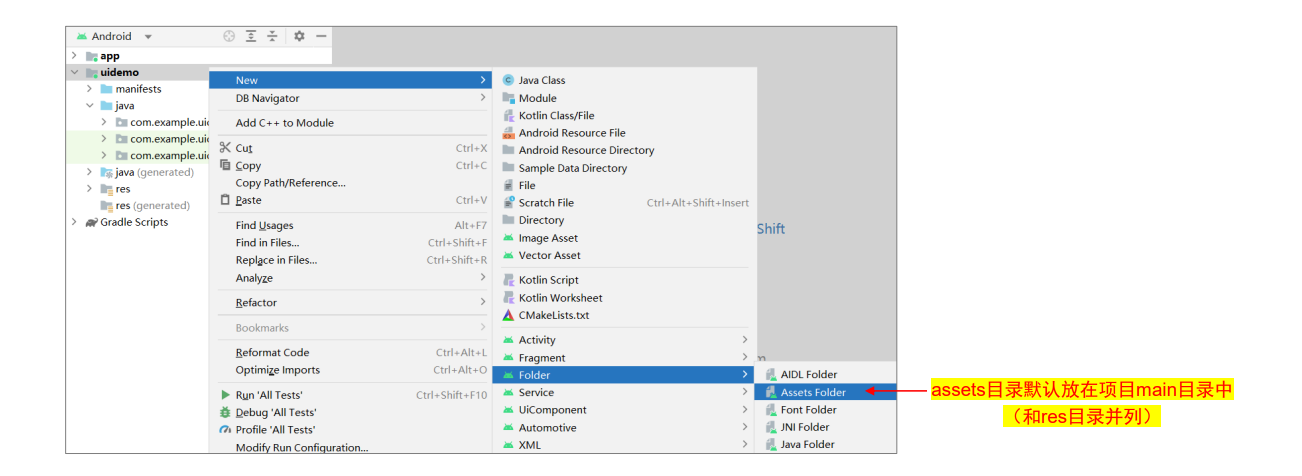 Android
app
uidemo
manifests
java
com.example.uic
com.example.uic
com.example.uic
java (generated)
res
res (generated)
Gradle Scripts
New
DB Navigator
Add C++ to Module
Cut Ctrl+X
Copy Ctrl+C
Copy Path/Reference...
Paste Ctrl+V
Find Usages Alt+F7
Find in Files... Ctrl+Shift+F
Replace in Files... Ctrl+Shift+R
Analyze
Refactor
Bookmarks
Reformat Code Ctrl+Alt+L
Optimize Imports Ctrl+Alt+O
Run 'All Tests' Ctrl+Shift+F10
Debug 'All Tests'
Profile 'All Tests'
Modify Run Configuration...
Java Class
Module
Kotlin Class/File
Android Resource File
Android Resource Directory
Sample Data Directory
File
Scratch File Ctrl+Alt+Shift+Insert
Directory
Image Asset
Vector Asset
Kotlin Script
Kotlin Worksheet
CMakeLists.txt
Activity
Fragment
Folder
Service
UiComponent
Automotive
XML
Shift
AIDL Folder
Assets Folder
Font Folder
JNI Folder
Java Folder
assets目录默认放在项目main目录中
（和res目录并列）